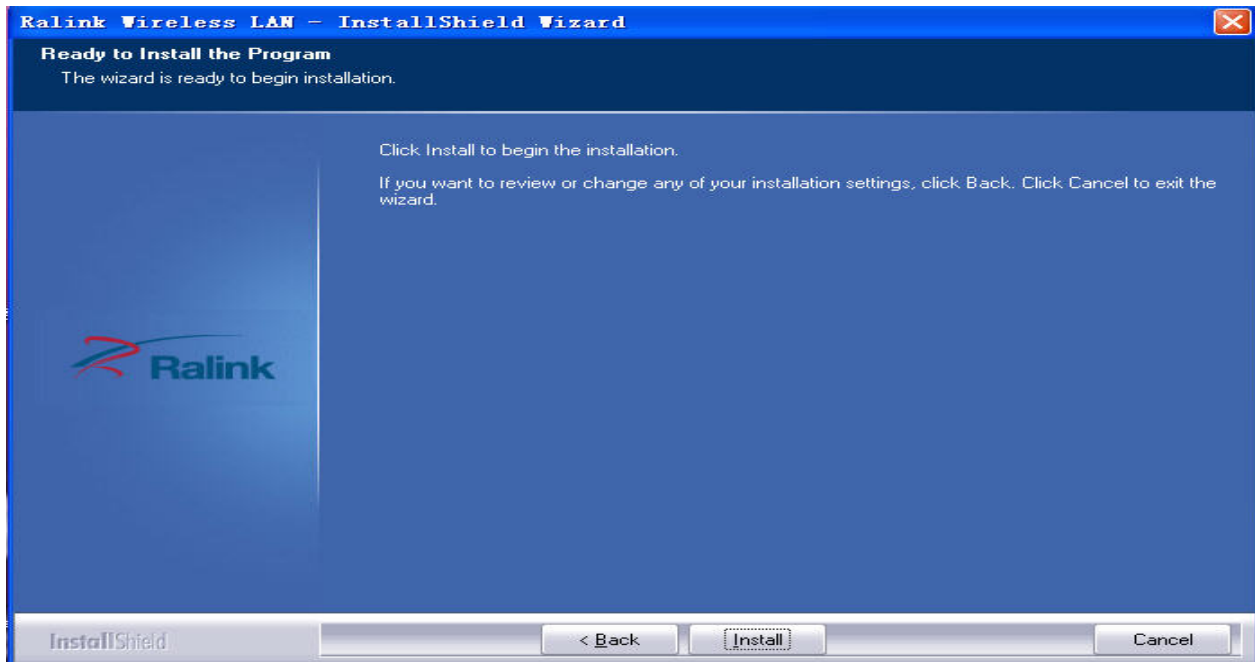 Ralink Wireless LAN - InstallShield Wizard
Ready to Install the Program
The wizard is ready to begin installation.
Click Install to begin the installation.
If you want to review or change any of your installation settings, click Back. Click Cancel to exit the
wizard.
Ralink
InstallShield
< Back
Install
Cancel